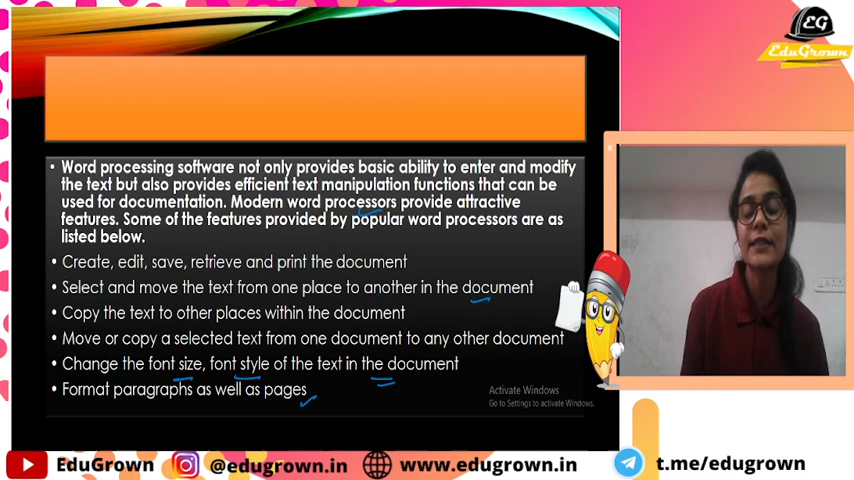 EG
EduGrown
• Word processing software not only provides basic ability to enter and modify
the text but also provides efficient text manipulation functions that can be
used for documentation. Modern word processors provide attractive
features. Some of the features provided by popular word processors are as
listed below.
• Create, edit, save, retrieve and print the document
• Select and move the text from one place to another in the document
• Copy the text to other places within the document
• Move or copy a selected text from one document to any other document
• Change the font size, font style of the text in the document
• Format paragraphs as well as pages
Activate Windows
Go to Settings to activate Windows.
EduGrown
@edugrown.in
www.edugrown.in
t.me/edugrown